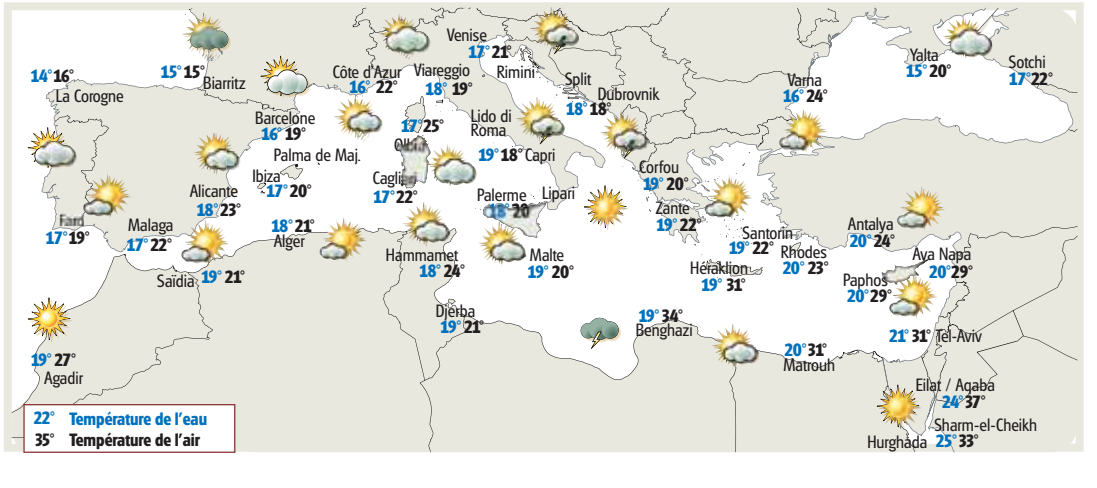 Venise
17° 21°
Rimini
14° 16°
La Corogne
15° 15°
Biarritz
Côte d'Azur
16° 22°
Viareggio
18° 19°
Split
18° 18°
Dubrovnik
Yalta
15° 20°
Sotchi
17° 22°
Varna
16° 24°
Barcelone
16° 19°
17° 25°
Lido di
Roma
19° 18°
Capri
Palma de Maj.
Ibiza
17° 20°
Cagliari
17° 22°
Corfou
19° 20°
Alicante
18° 23°
Palerme
18° 20°
Lipari
Zante
19° 22°
17° 19°
Malaga
17° 22°
18° 21°
Alger
Santorin
19° 22°
Antalya
20° 24°
Rhodes
20° 23°
Hammamet
18° 24°
Malte
19° 20°
Héraklion
19° 31°
Aya Napa
20° 29°
Paphos
20° 29°
Saïdia
19° 21°
Djerba
19° 21°
19° 34°
Benghazi
21° 31°
Tel-Aviv
20° 31°
Matrouh
19° 27°
Agadir
Eilat / Aqaba
24° 37°
Sharm-el-Cheikh
Hurghada
25° 33°
22° Température de l'eau
35° Température de l'air